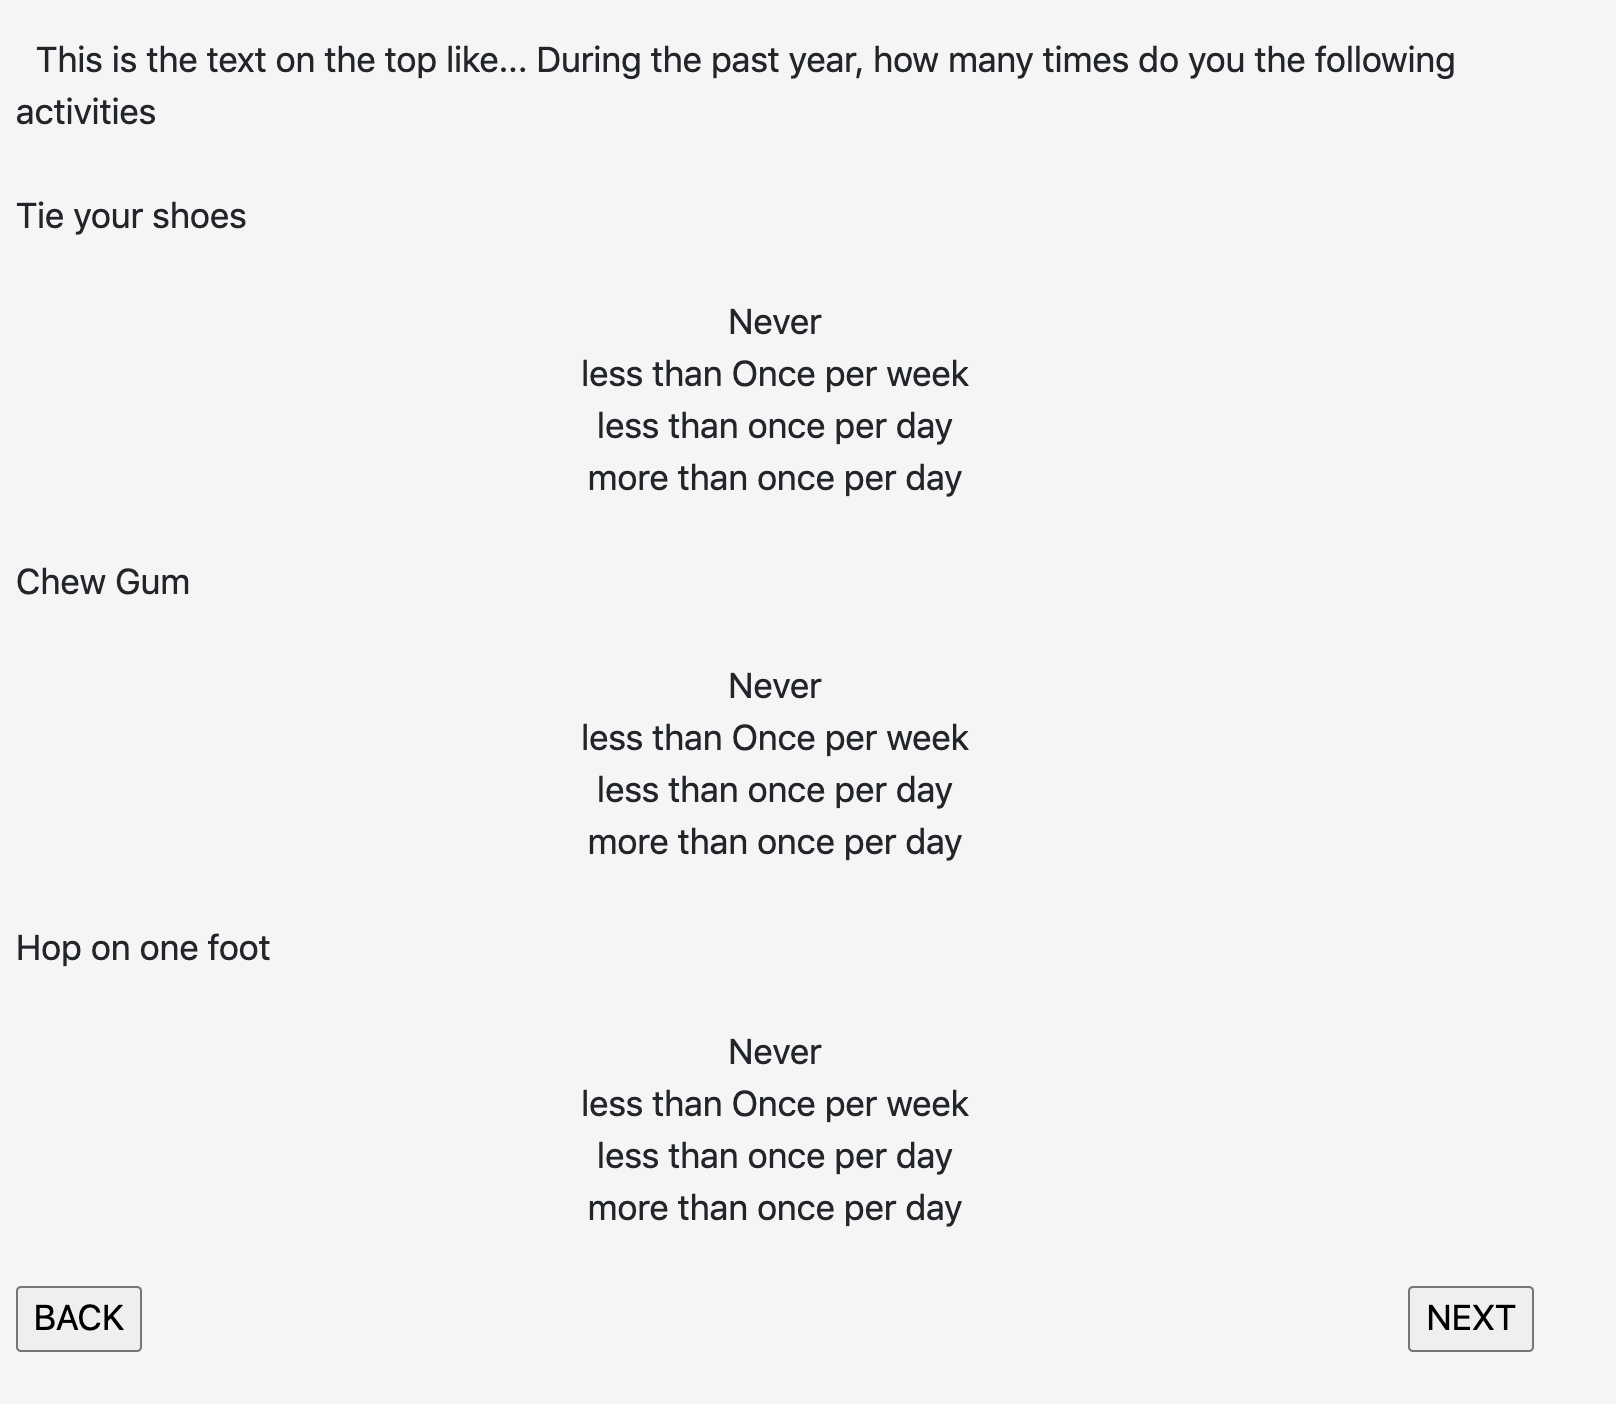 This is the text on the top like... During the past year, how many times do you the following
activities
Tie your shoes
Never
less than Once per week
less than once per day
more than once per day
Chew Gum
Never
less than Once per week
less than once per day
more than once per day
Hop on one foot
Never
less than Once per week
less than once per day
more than once per day
BACK
NEXT